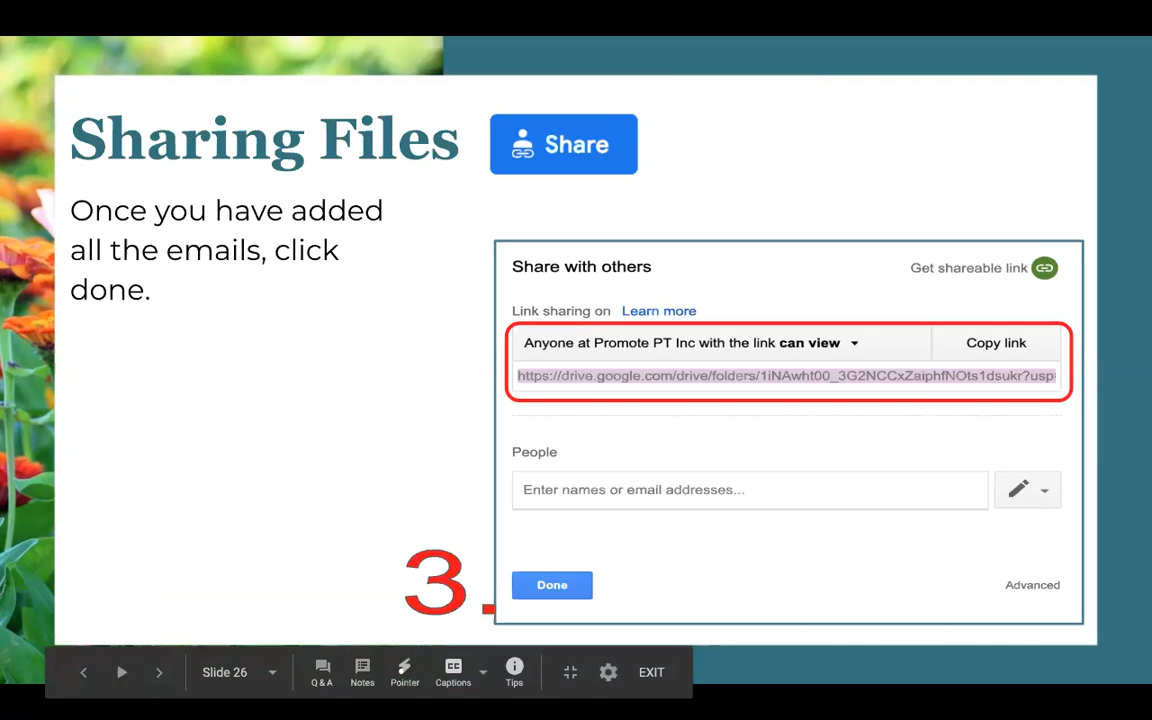 Sharing Files
Share
Once you have added
all the emails, click
done.
Share with others
Get shareable link
Link sharing on Learn more
Anyone at Promote PT Inc with the link can view
Copy link
https://drive.google.com/drive/folders/1iNAwht00_3G2NCCxZaiphfNOts1dsukr?usp
People
Enter names or email addresses...
3.
Done
Advanced
Slide 26
Q & A
Notes
Pointer
CC
Captions
Tips
EXIT